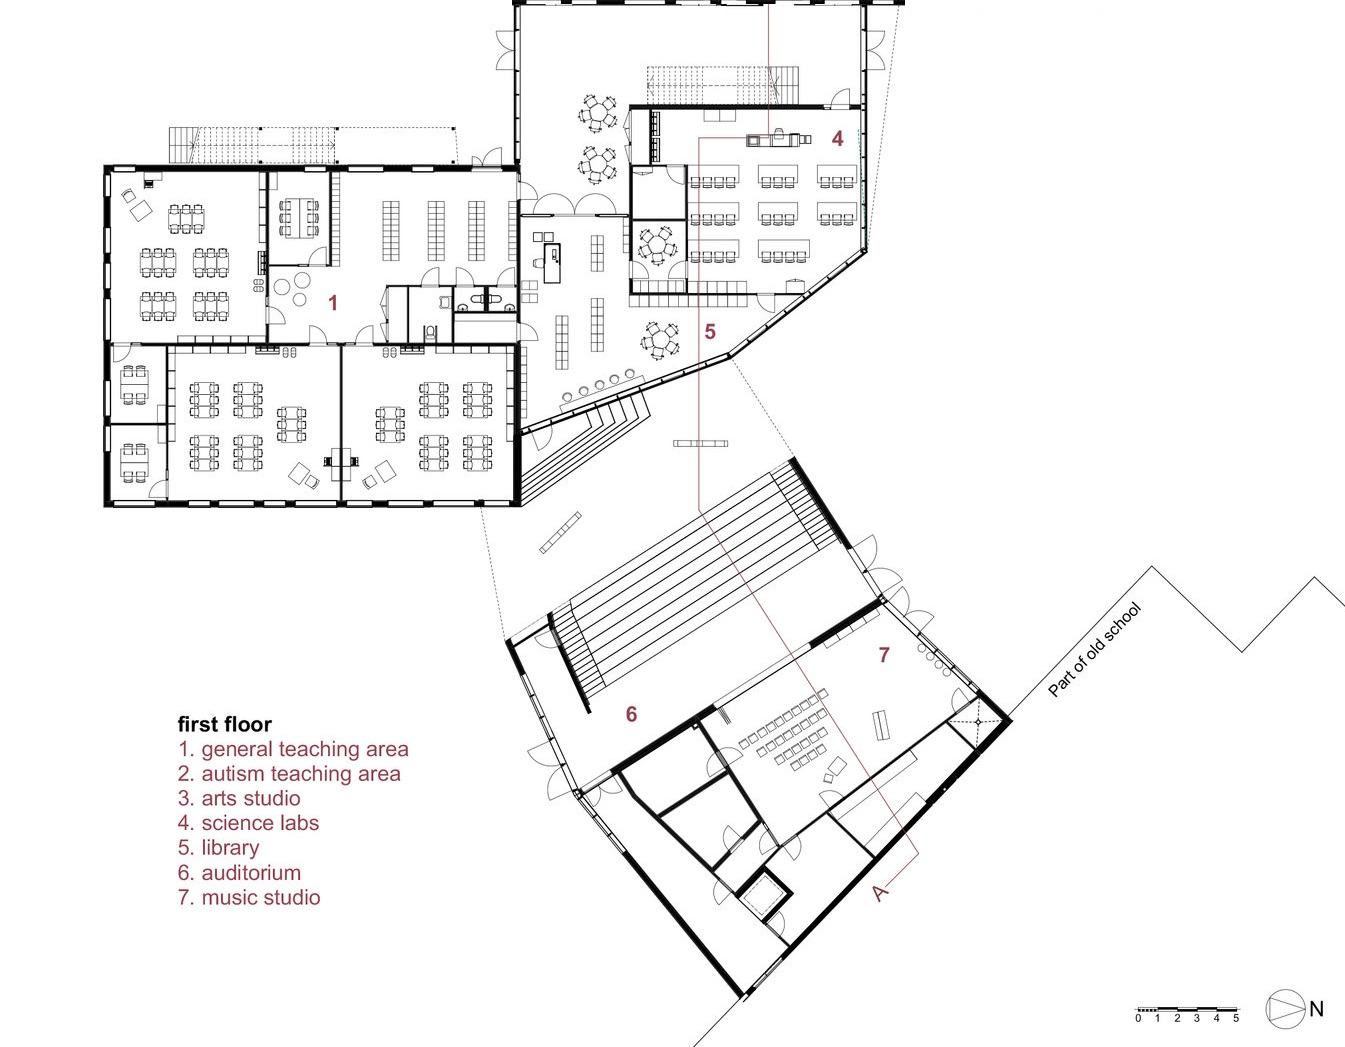 4
1
5
7
6
Part of old school
first floor
1. general teaching area
2. autism teaching area
3. arts studio
4. science labs
5. library
6. auditorium
7. music studio
A
0 1 2 3 4 5
N